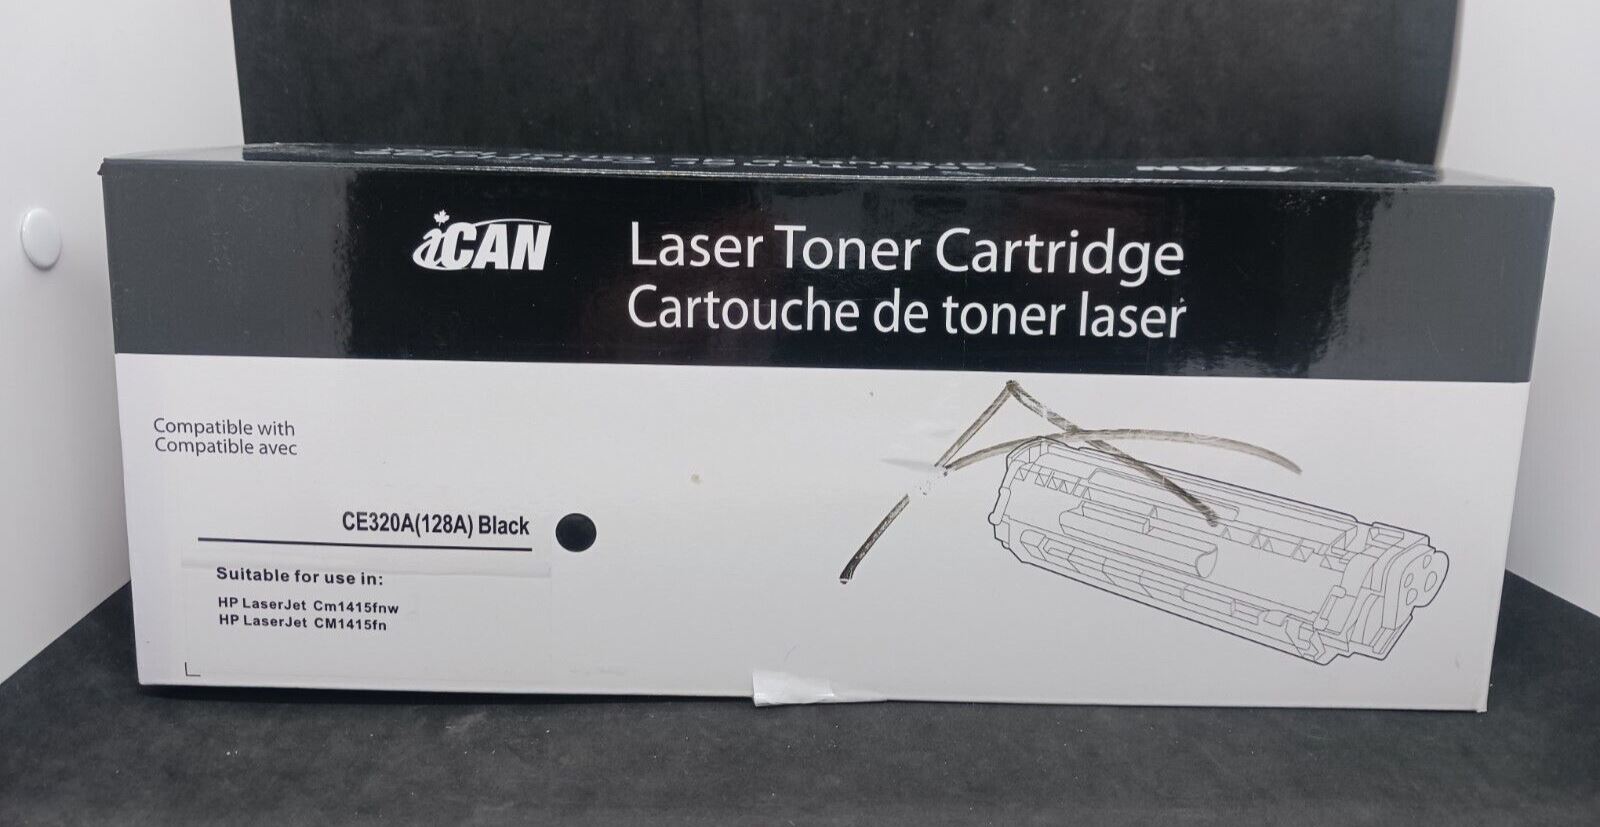 iCAN
Laser Toner Cartridge
Cartouche de toner laser
Compatible with
Compatible avec
CE320A(128A) Black
Suitable for use in:
HP LaserJet Cm1415fnw
HP LaserJet CM1415fn